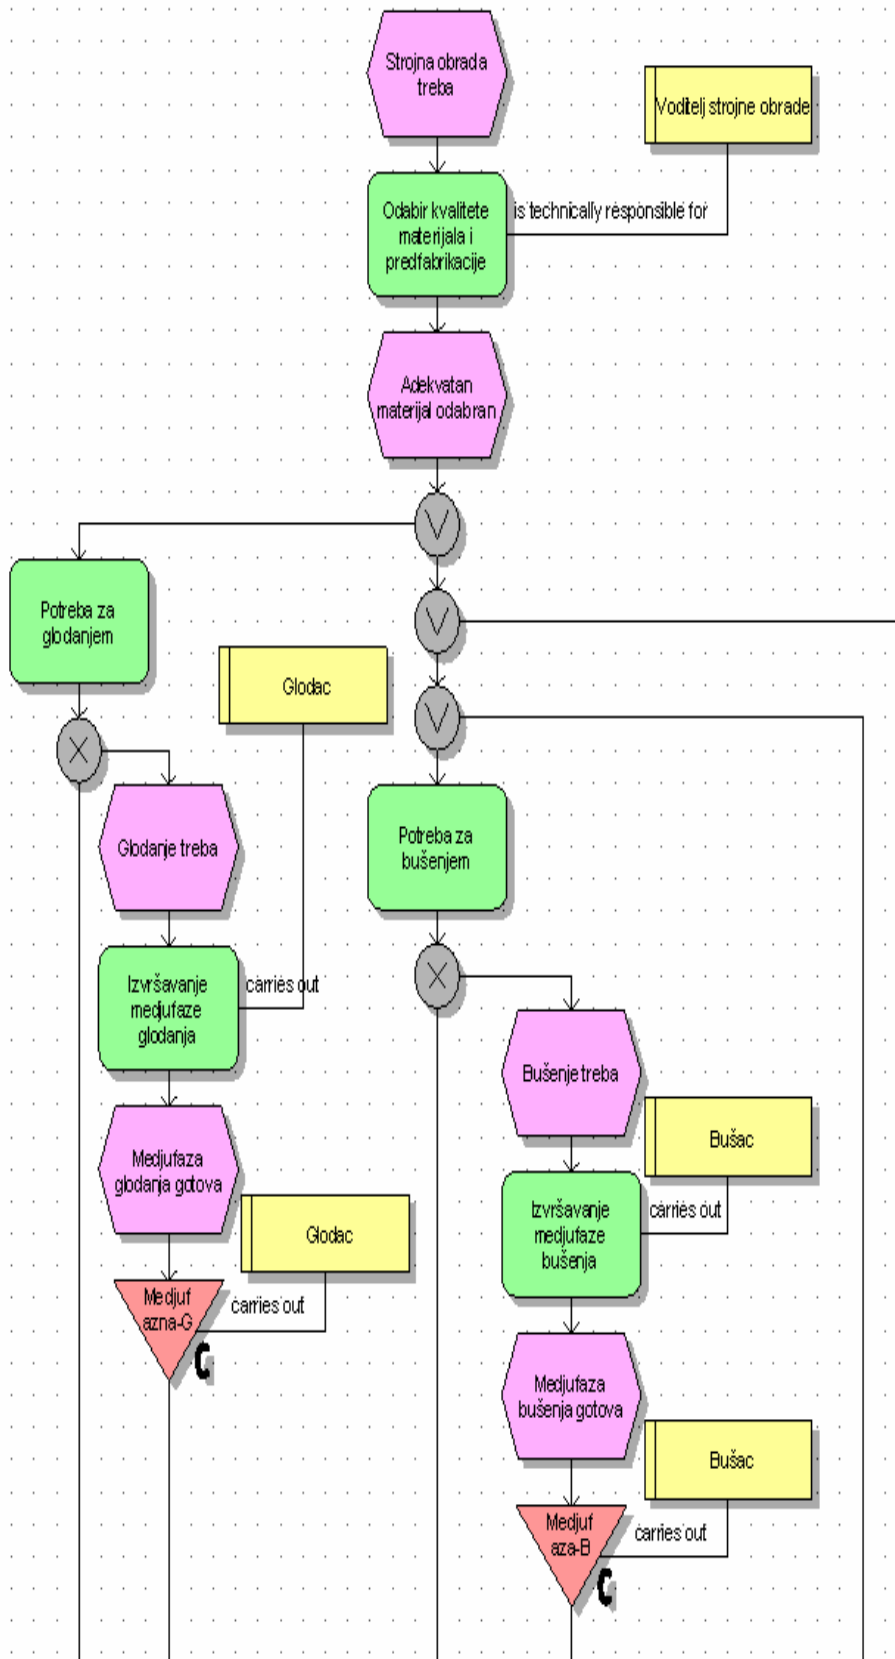 Strojna obrada
treba
Voditelj strojne obrade
Odabir kvalitete
materijala i
predfabrikacije
is technically responsible for
Adekvatan
materijal odabran
Potreba za
glodanjem
Glodac
Potreba za
bušenjem
Glodanje treba
Izvršavanje
medjufaze
glodanja
carries out
Bušenje treba
Bušac
Medjufaza
glodanja gotova
Izvršavanje
medjufaze
bušenja
carries out
Glodac
Medjuf
azna-G
carries out
C
Medjufaza
bušenja gotova
Bušac
Medjuf
aza-B
carries out
C